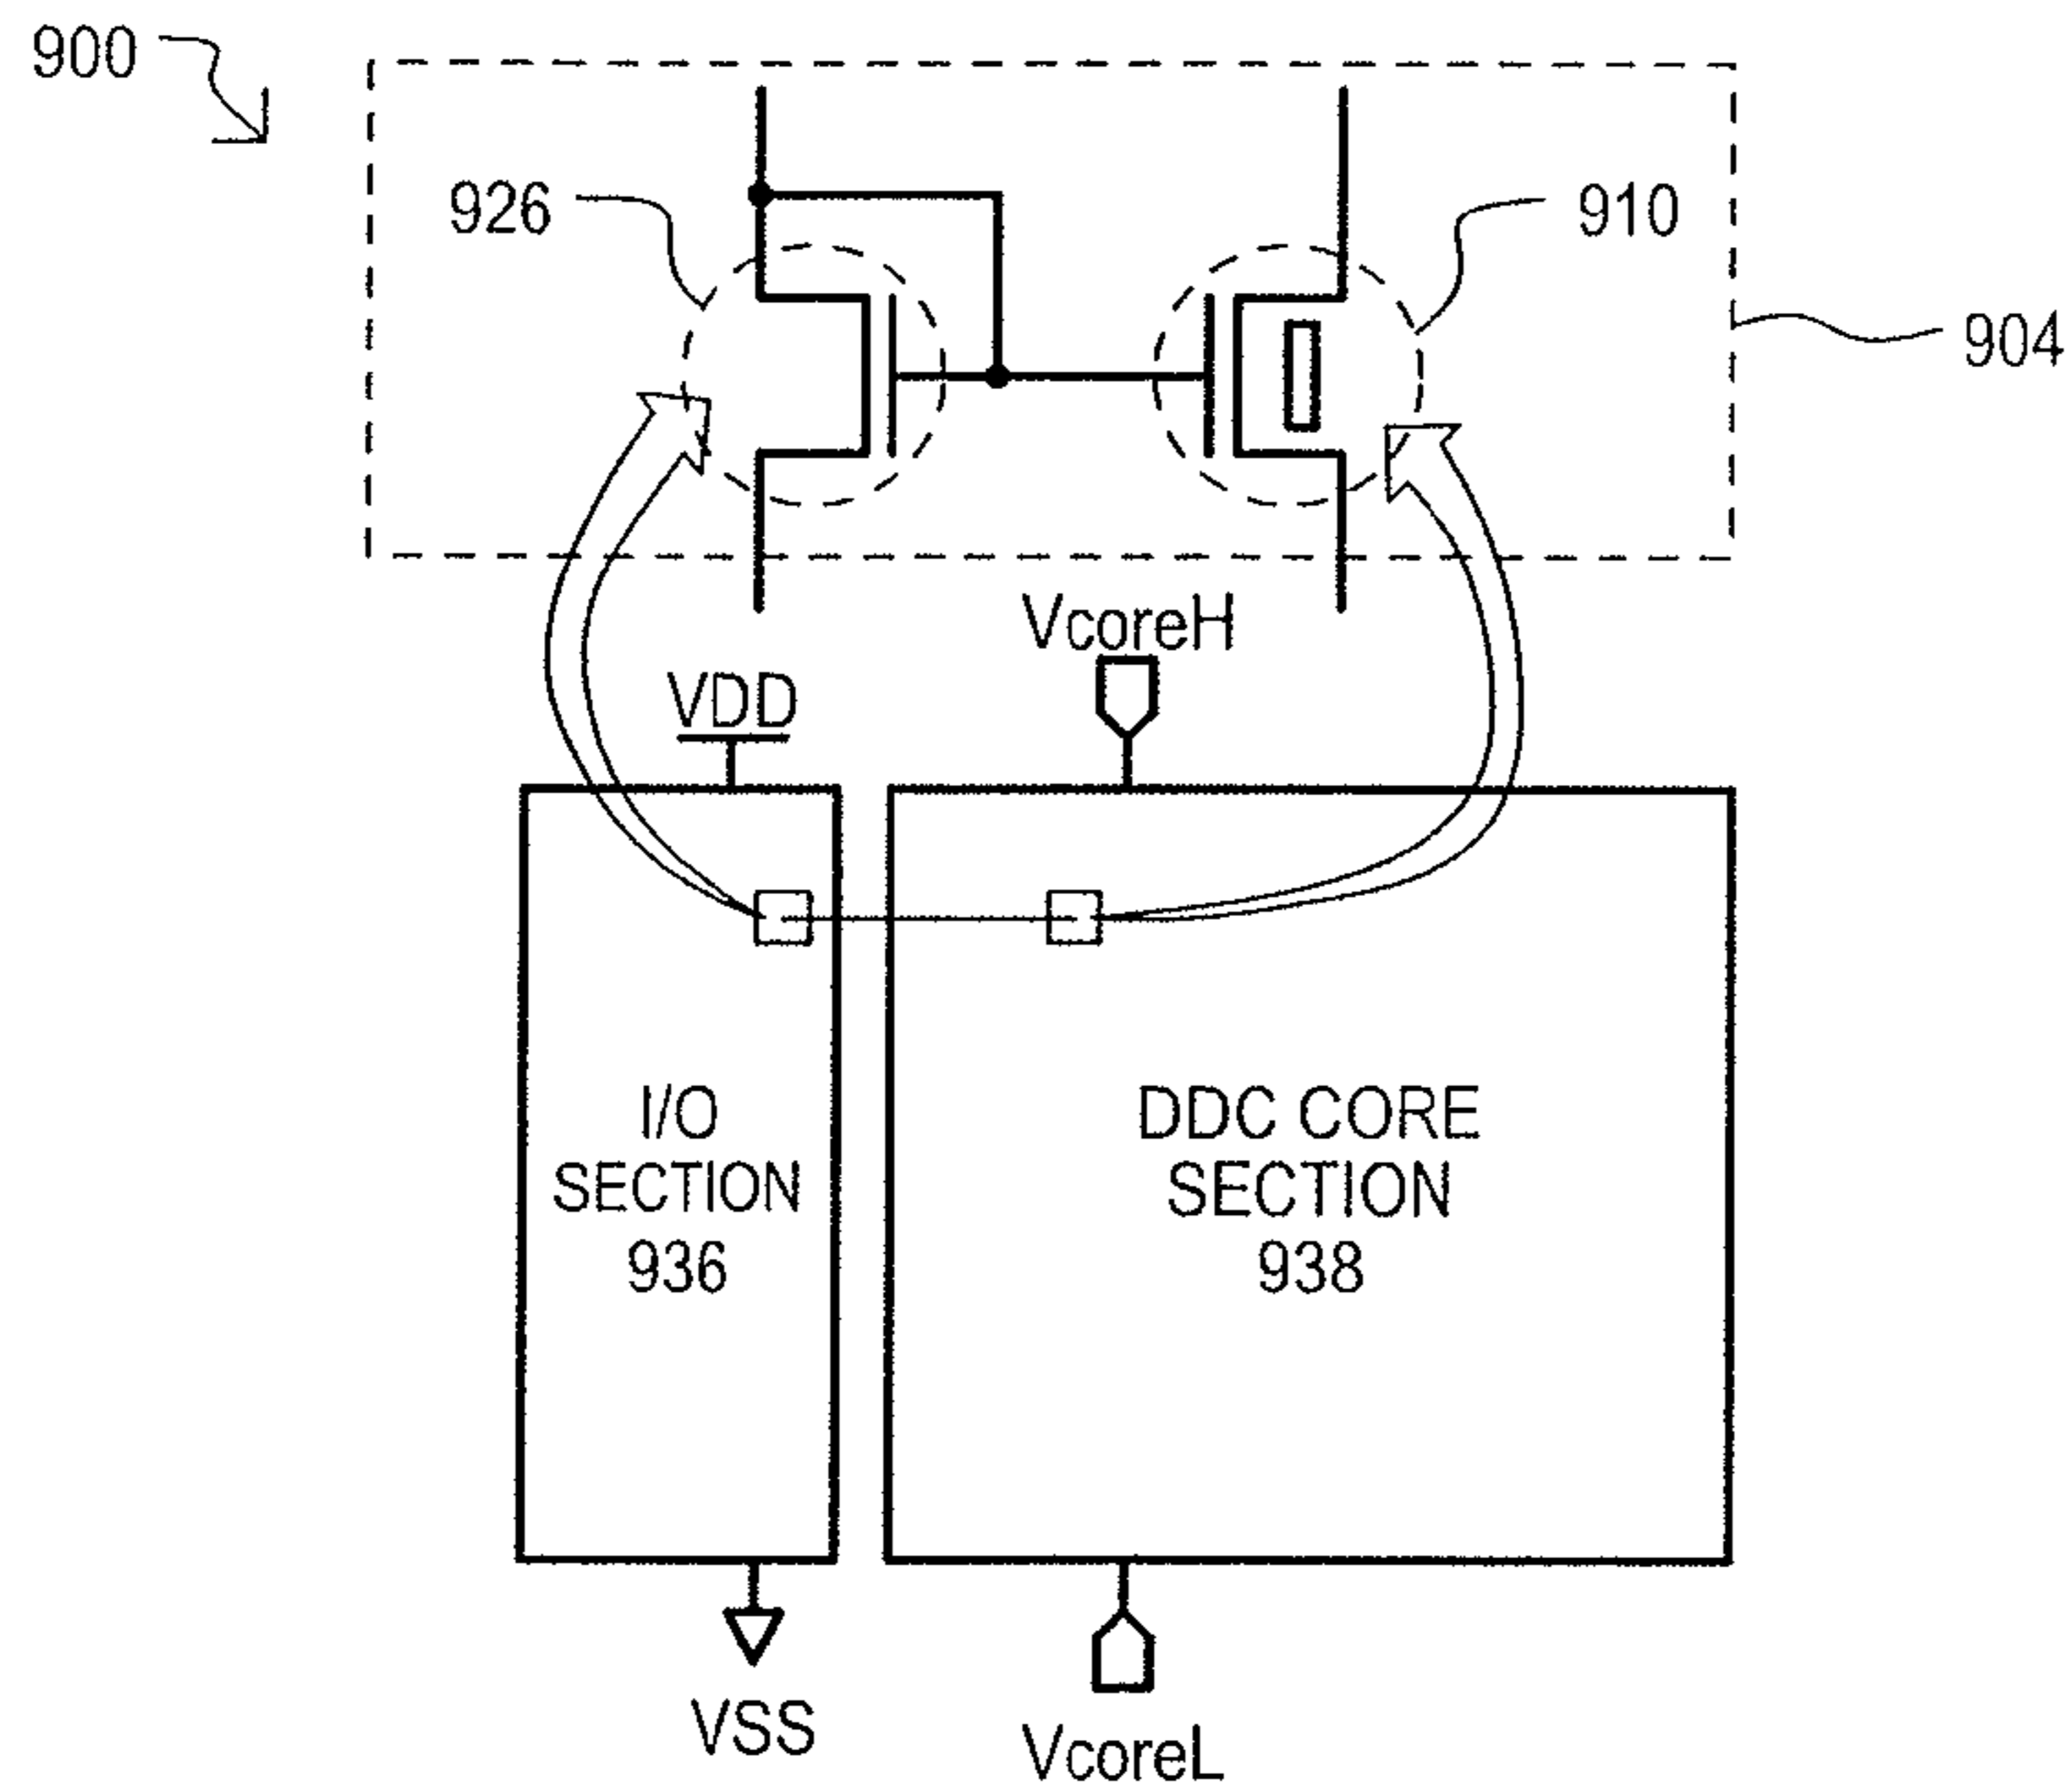 900
926
910
904
VcoreH
VDD
I/O
SECTION
936
DDC CORE
SECTION
938
VSS
VcoreL